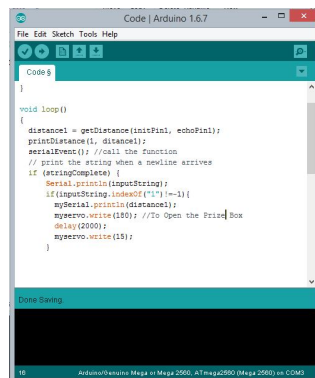 Code | Arduino 1.6.7
File Edit Sketch Tools Help
Code §
}
void loop()
{
distance1 = getDistance(initPin1, echoPin1);
printDistance(1, ditance1);
serialEvent(); //call the function
// print the string when a newline arrives
if (stringComplete) {
Serial.println(inputString);
if(inputString.indexOf("1")!=-1){
mySerial.println(distance1);
myservo.write(180); //To Open the Prize Box
delay(2000);
myservo.write(15);
}
Done Saving.
16 Arduino/Genuino Mega or Mega 2560, ATmega2560 (Mega 2560) on COM3